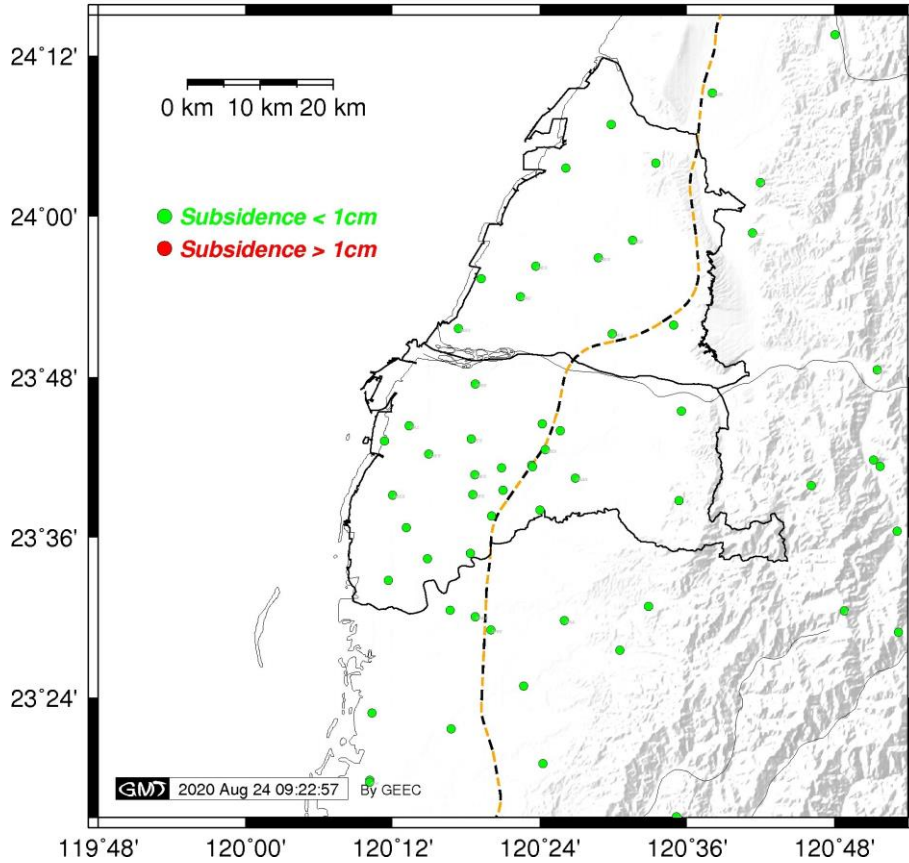 24°12'
0 km 10 km 20 km
24°00'
Subsidence < 1cm
Subsidence > 1cm
23°48'
23°36'
23°24'
GMT 2020 Aug 24 09:22:57 By GEEC
119°48' 120°00' 120°12' 120°24' 120°36' 120°48'